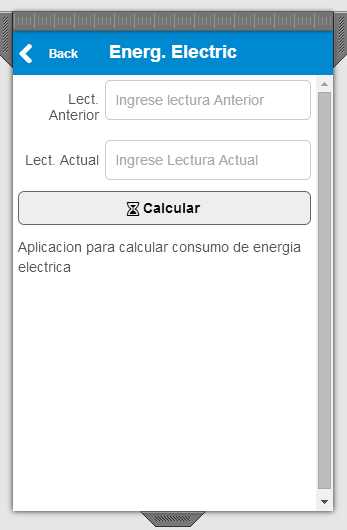 Back Energ. Electric
Lect. Anterior
Ingrese lectura Anterior
Lect. Actual
Ingrese Lectura Actual
Calcular
Aplicacion para calcular consumo de energia
electrica